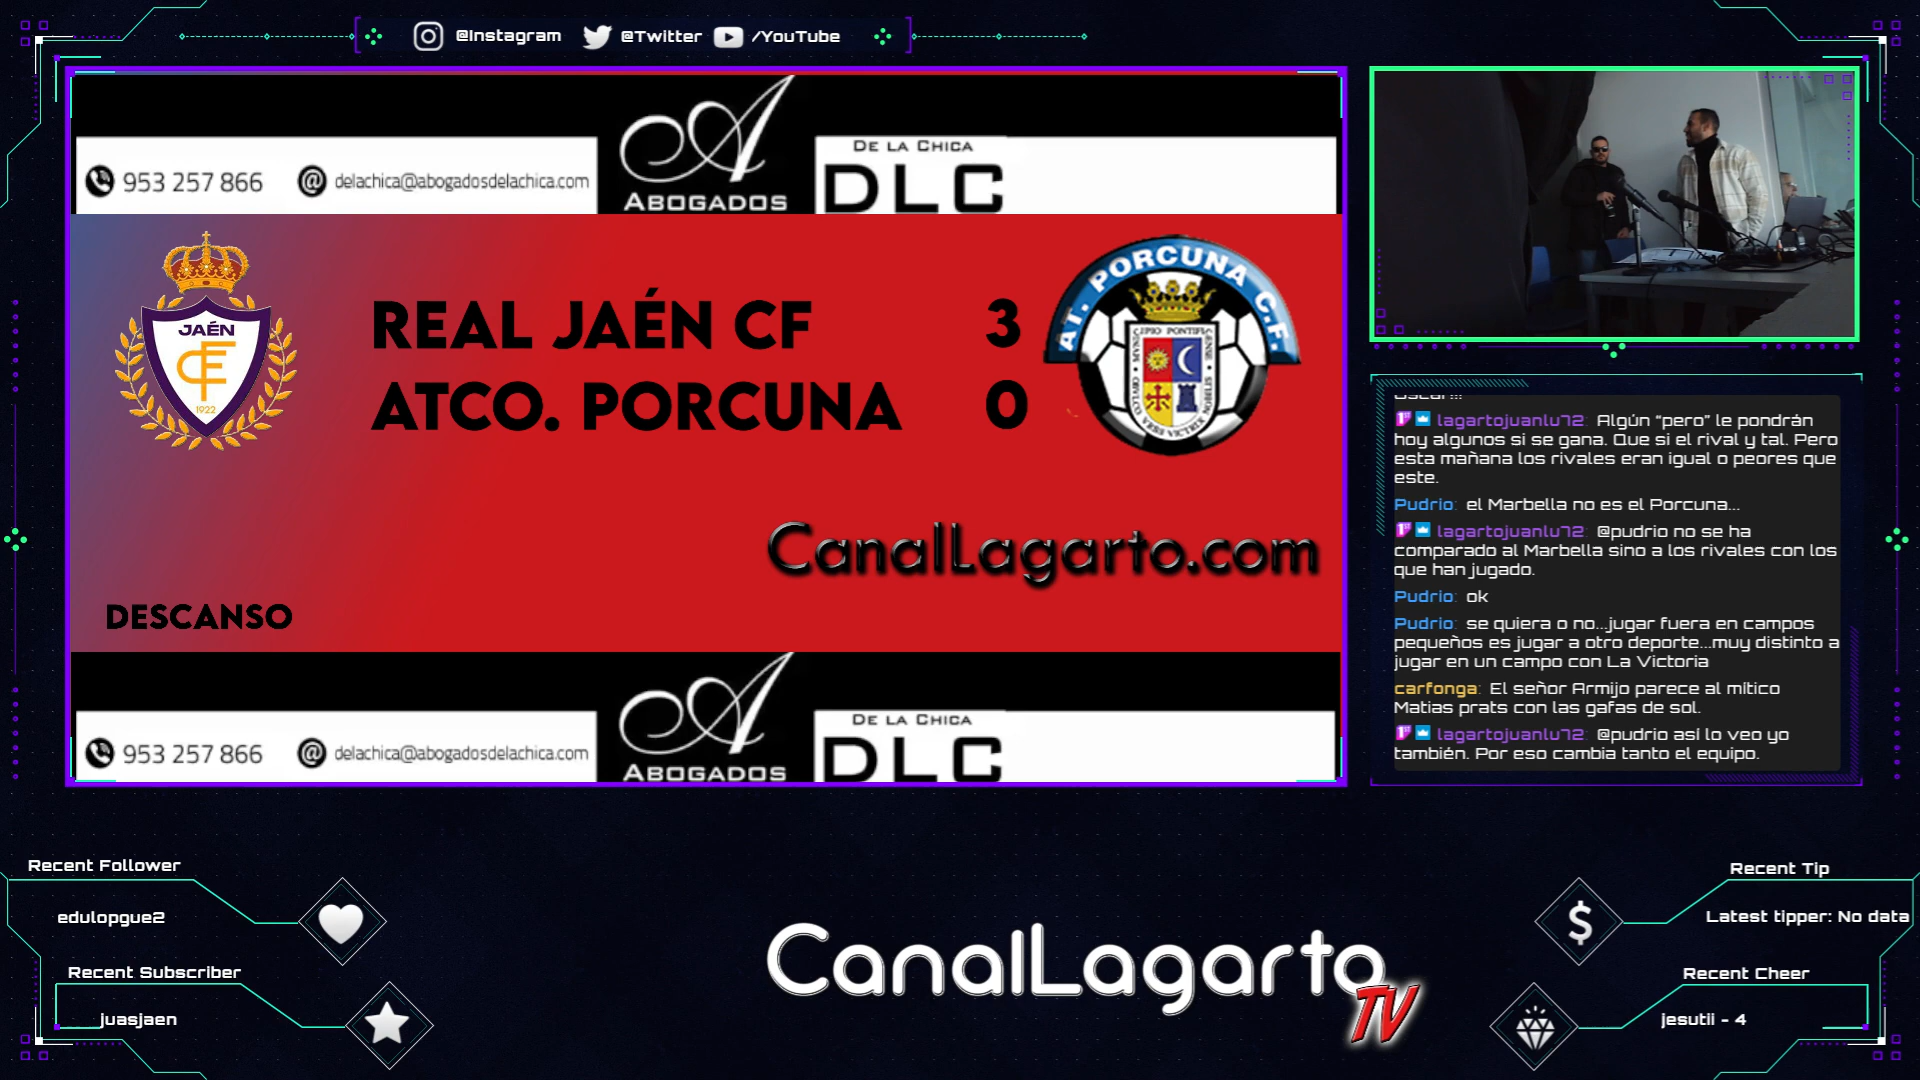 @Instagram
@Twitter
/YouTube
953 257 866
delachica@abogadosdelachica.com
A
ABOGADOS
DE LA CHICA
DLC
JAÉN
CF
1922
REAL JAÉN CF 3
ATCO. PORCUNA 0
AT. PORCUNA C.F.
CanalLagarto.com
DESCANSO
953 257 866
delachica@abogadosdelachica.com
A
ABOGADOS
DE LA CHICA
DLC
lagartojuanlu72: Algún “pero” le pondrán
hoy algunos si se gana. Que si el rival y tal. Pero
esta mañana los rivales eran igual o peores que
este.
Pudrio: el Marbella no es el Porcuna...
lagartojuanlu72: @pudrio no se ha
comparado al Marbella sino a los rivales con los
que han jugado.
Pudrio: ok
Pudrio: se quiera o no...jugar fuera en campos
pequeños es jugar a otro deporte...muy distinto a
jugar en un campo con La Victoria
carfonga: El señor Armijo parece al mítico
Matias prats con las gafas de sol.
lagartojuanlu72: @pudrio así lo veo yo
también. Por eso cambia tanto el equipo.
Recent Follower
edulopgue2
Recent Subscriber
juasjaen
CanalLagarto
TV
Recent Tip
Latest tipper: No data
Recent Cheer
jesutii - 4